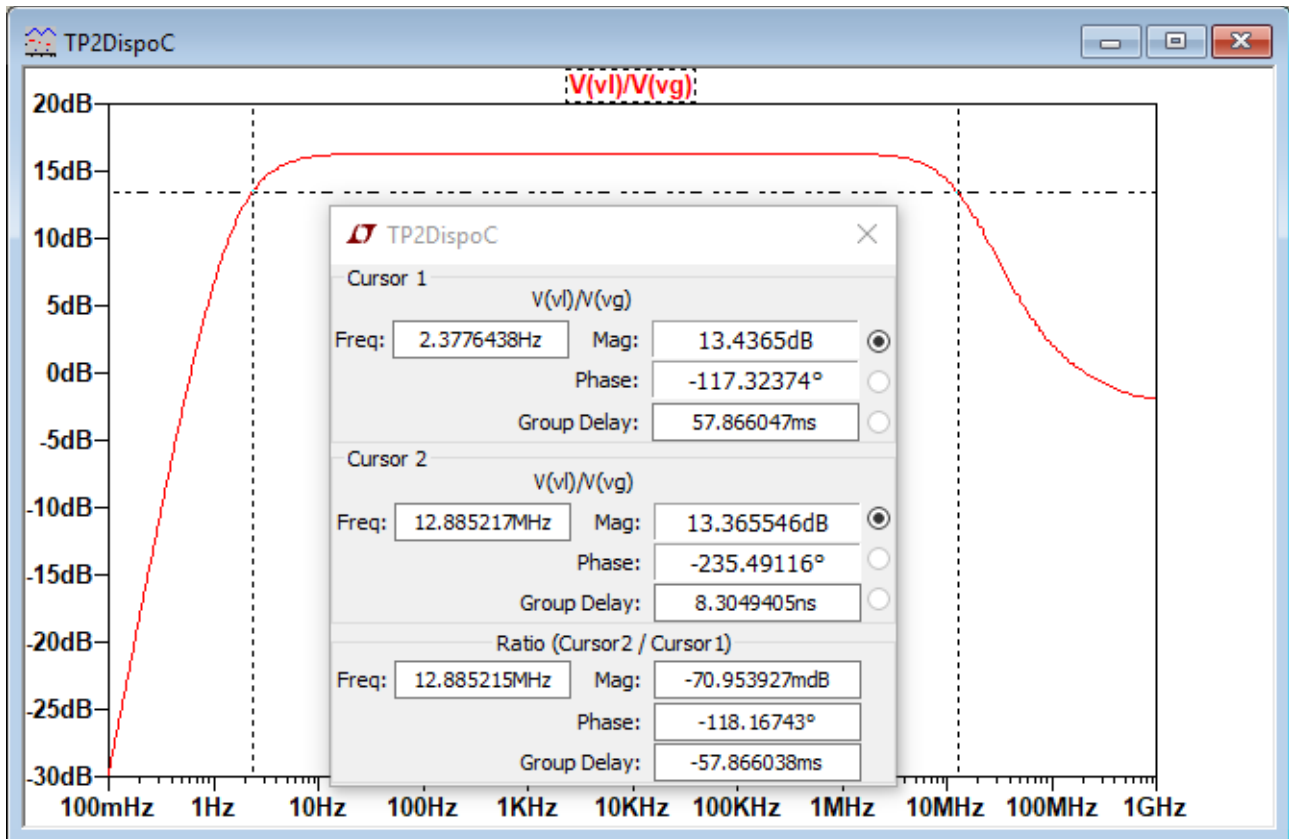 TP2DispoC
V(vl)/V(vg)
20dB
15dB
10dB
5dB
0dB
-5dB
-10dB
-15dB
-20dB
-25dB
-30dB
TP2DispoC
Cursor 1
V(vl)/V(vg)
Freq: 2.3776438Hz Mag: 13.4365dB
Phase: -117.32374°
Group Delay: 57.866047ms
Cursor 2
V(vl)/V(vg)
Freq: 12.885217MHz Mag: 13.365546dB
Phase: -235.49116°
Group Delay: 8.3049405ns
Ratio (Cursor2 / Cursor1)
Freq: 12.885215MHz Mag: -70.953927mdB
Phase: -118.16743°
Group Delay: -57.866038ms
100mHz 1Hz 10Hz 100Hz 1KHz 10KHz 100KHz 1MHz 10MHz 100MHz 1GHz